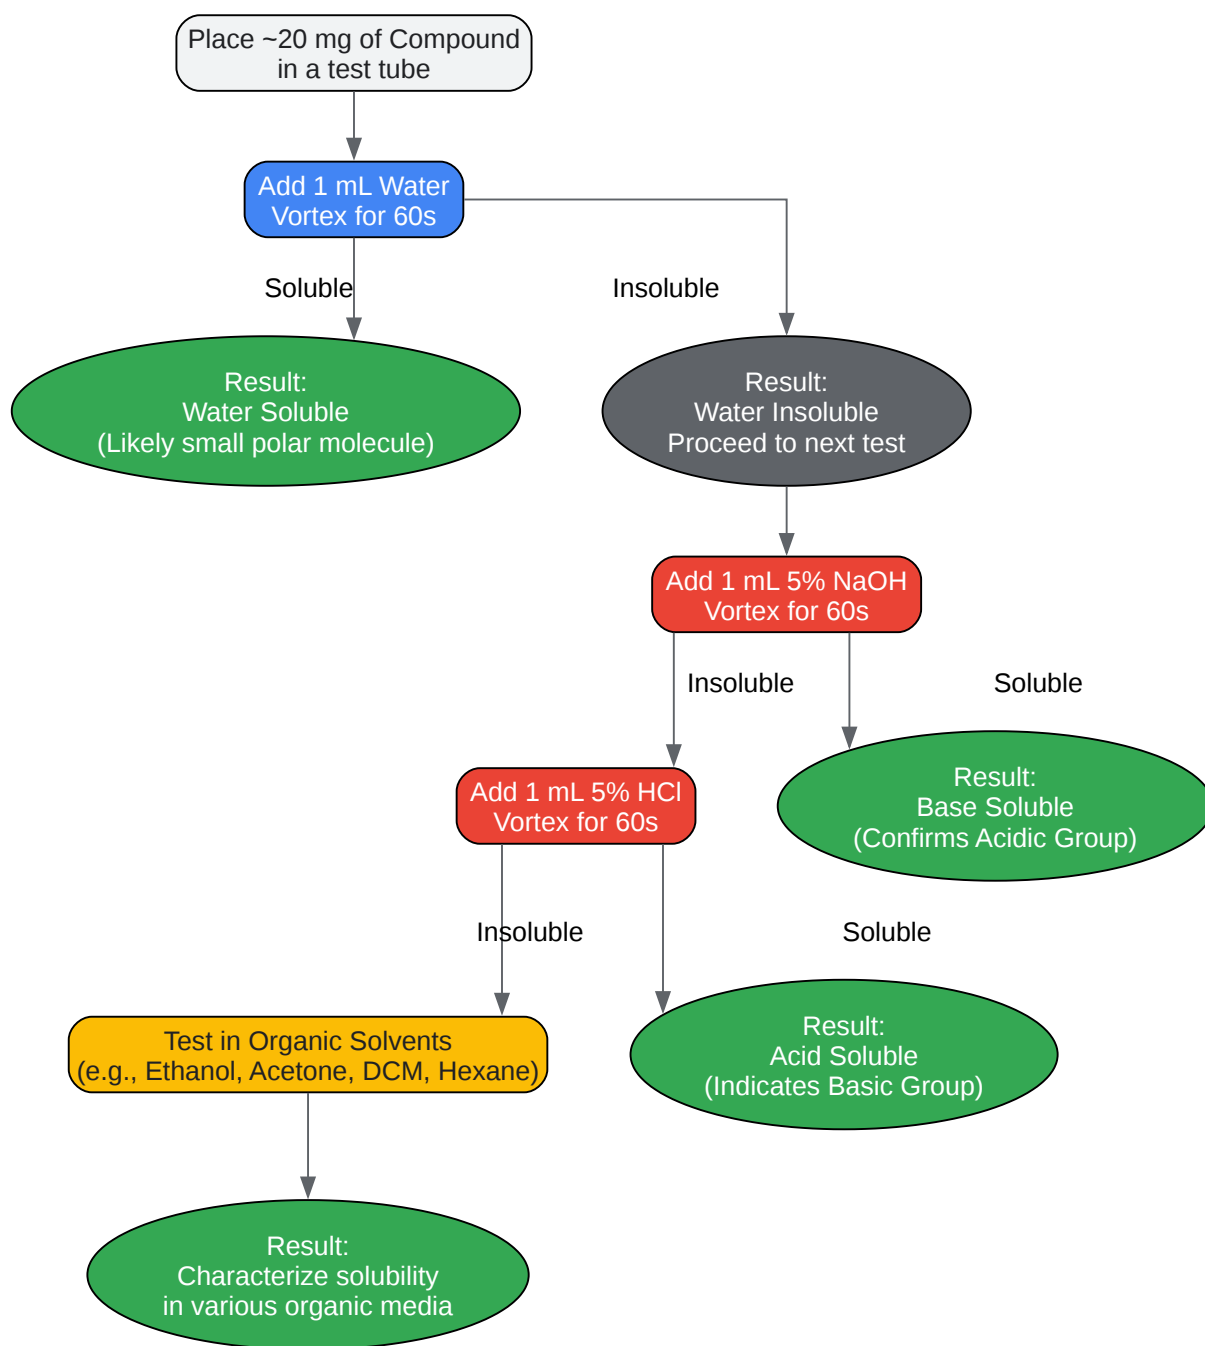 Place ~20 mg of Compound
in a test tube
Add 1 mL Water
Vortex for 60s
Soluble
Insoluble
Result:
Water Soluble
(Likely small polar molecule)
Result:
Water Insoluble
Proceed to next test
Add 1 mL 5% NaOH
Vortex for 60s
Insoluble
Soluble
Add 1 mL 5% HCl
Vortex for 60s
Result:
Base Soluble
(Confirms Acidic Group)
Insoluble
Soluble
Test in Organic Solvents
(e.g., Ethanol, Acetone, DCM, Hexane)
Result:
Acid Soluble
(Indicates Basic Group)
Result:
Characterize solubility
in various organic media